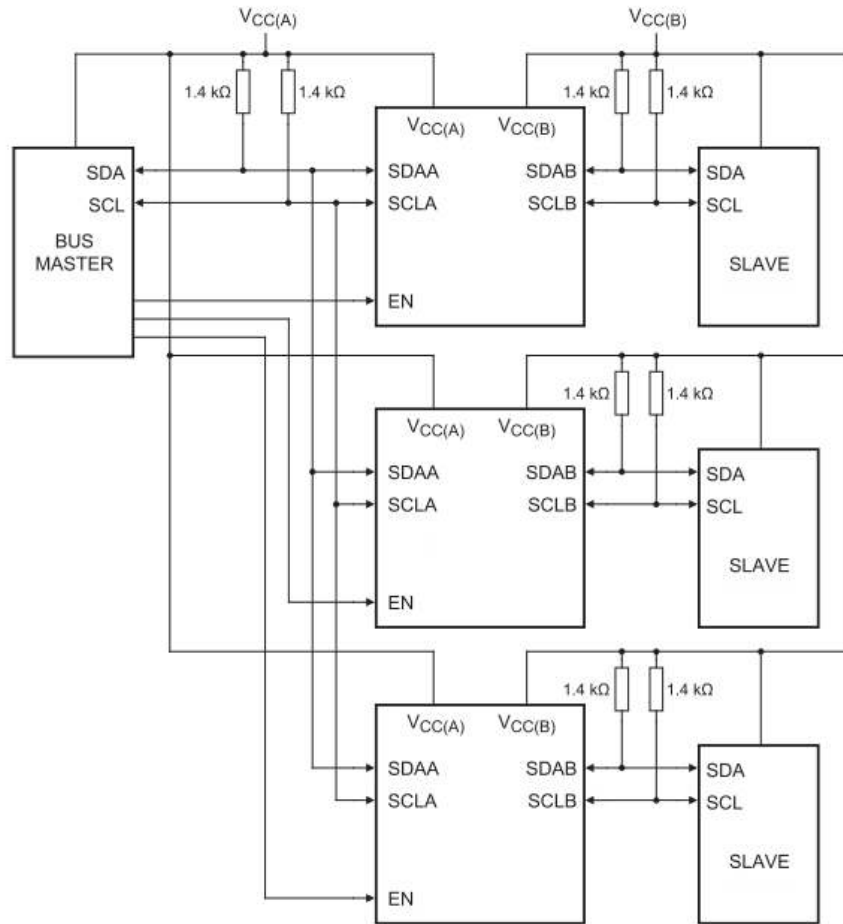 VCC(A)
VCC(B)
1.4 kΩ
1.4 kΩ
1.4 kΩ
1.4 kΩ
VCC(A)
VCC(B)
SDA
SDAA
SDAB
SDA
SCL
SCLA
SCLB
SCL
BUS
MASTER
SLAVE
EN
1.4 kΩ
1.4 kΩ
VCC(A)
VCC(B)
SDAA
SDAB
SDA
SCLA
SCLB
SCL
SLAVE
EN
1.4 kΩ
1.4 kΩ
VCC(A)
VCC(B)
SDAA
SDAB
SDA
SCLA
SCLB
SCL
SLAVE
EN